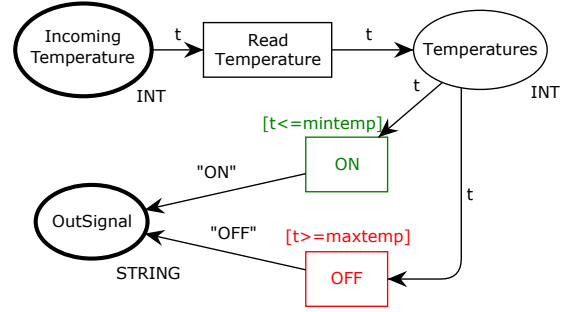 Incoming
Temperature
t
Read
Temperature
t
Temperatures
INT
INT
t
[t<=mintemp]
ON
"ON"
t
OutSignal
"OFF"
[t>=maxtemp]
OFF
STRING